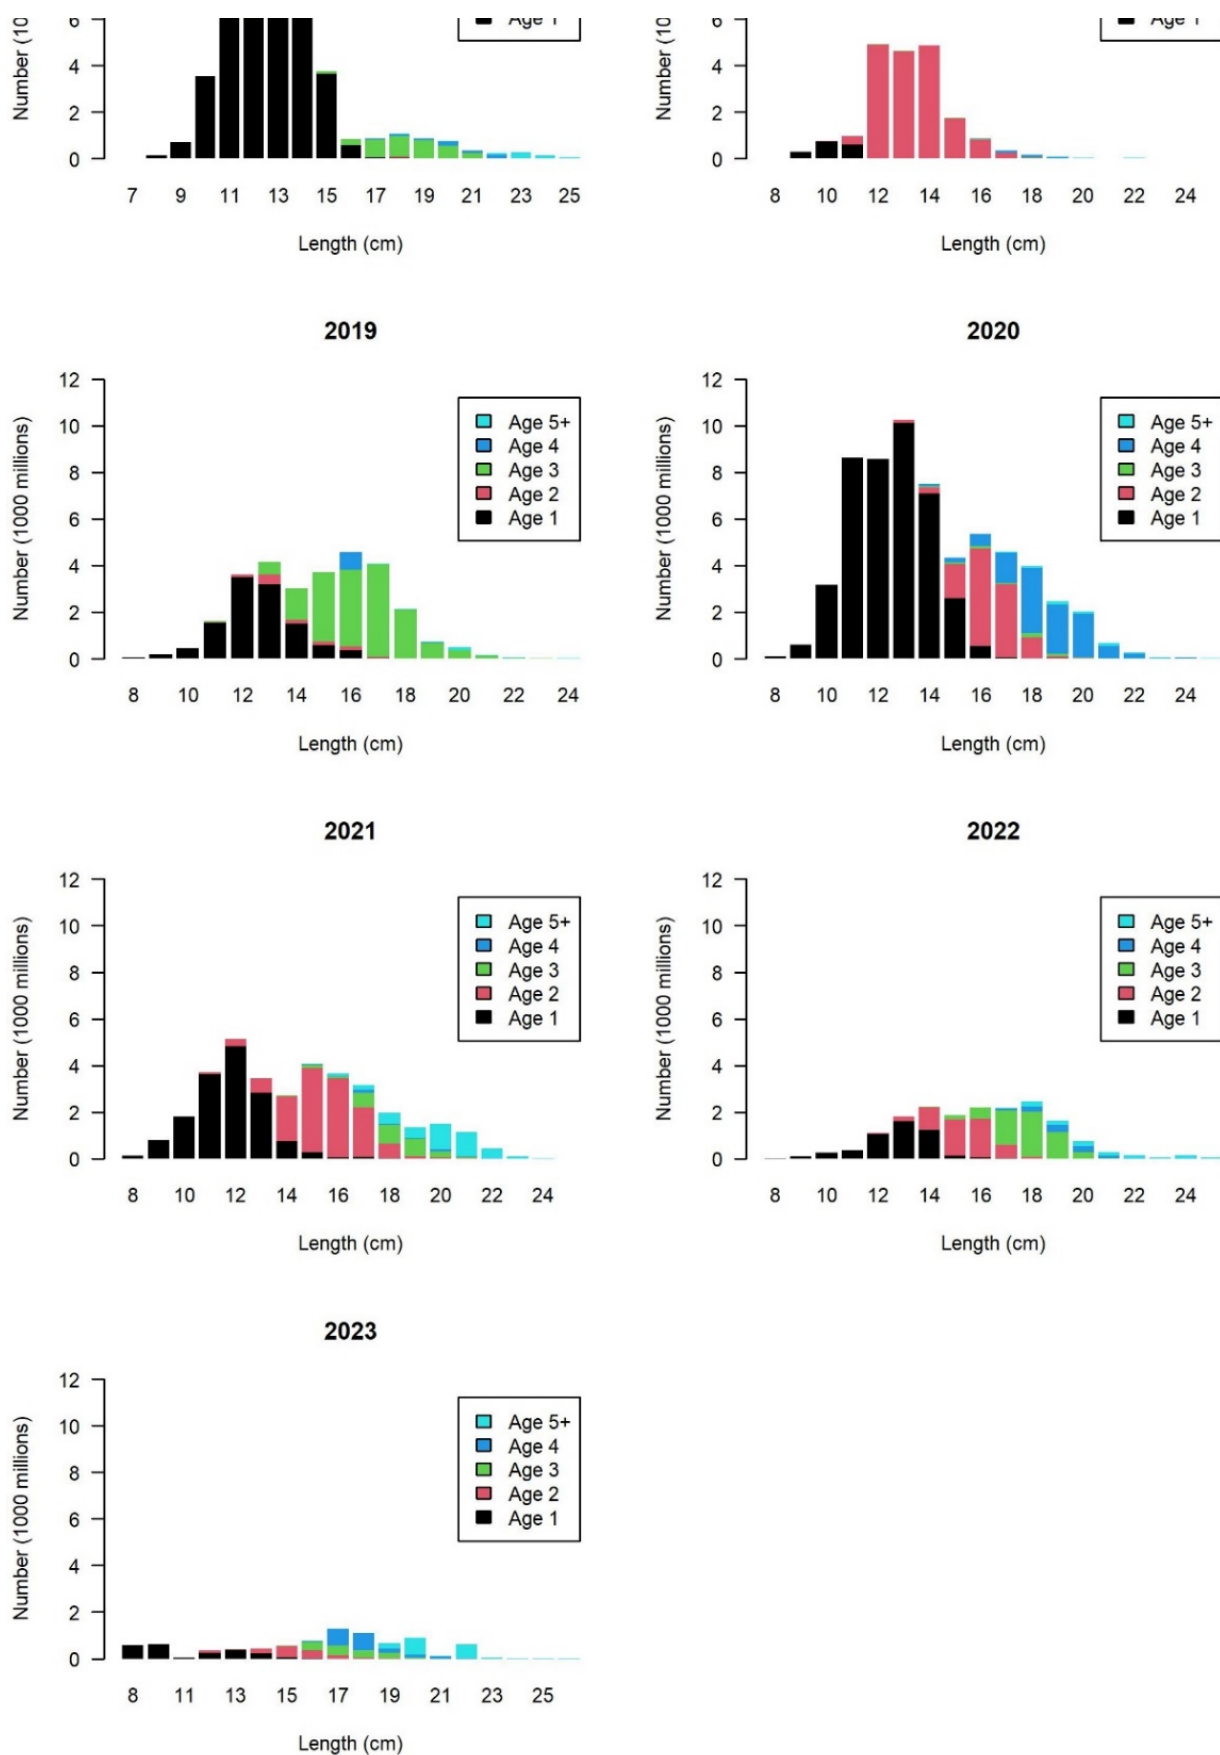 6
4
2
0
Number (10
Age 1
7 9 11 13 15 17 19 21 23 25
Length (cm)
6
4
2
0
Number (10
Age 1
8 10 12 14 16 18 20 22 24
Length (cm)
2019
12
10
8
6
4
2
0
Number (1000 millions)
Age 5+
Age 4
Age 3
Age 2
Age 1
8 10 12 14 16 18 20 22 24
Length (cm)
2020
12
10
8
6
4
2
0
Number (1000 millions)
Age 5+
Age 4
Age 3
Age 2
Age 1
8 10 12 14 16 18 20 22 24
Length (cm)
2021
12
10
8
6
4
2
0
Number (1000 millions)
Age 5+
Age 4
Age 3
Age 2
Age 1
8 10 12 14 16 18 20 22 24
Length (cm)
2022
12
10
8
6
4
2
0
Number (1000 millions)
Age 5+
Age 4
Age 3
Age 2
Age 1
8 10 12 14 16 18 20 22 24
Length (cm)
2023
12
10
8
6
4
2
0
Number (1000 millions)
Age 5+
Age 4
Age 3
Age 2
Age 1
8 11 13 15 17 19 21 23 25
Length (cm)